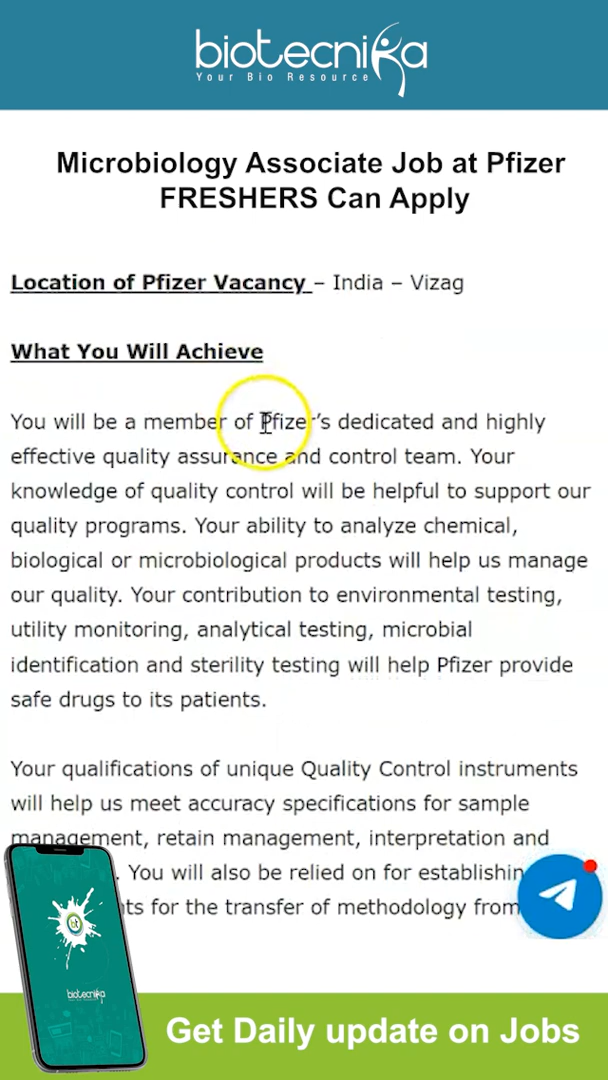 biotecnika
Your Bio Resource
Microbiology Associate Job at Pfizer
FRESHERS Can Apply
Location of Pfizer Vacancy – India – Vizag
What You Will Achieve
You will be a member of Pfizer's dedicated and highly
effective quality assurance and control team. Your
knowledge of quality control will be helpful to support our
quality programs. Your ability to analyze chemical,
biological or microbiological products will help us manage
our quality. Your contribution to environmental testing,
utility monitoring, analytical testing, microbial
identification and sterility testing will help Pfizer provide
safe drugs to its patients.
Your qualifications of unique Quality Control instruments
will help us meet accuracy specifications for sample
management, retain management, interpretation and
. You will also be relied on for establishin
ts for the transfer of methodology from
bt
biotecnika
Get Daily update on Jobs